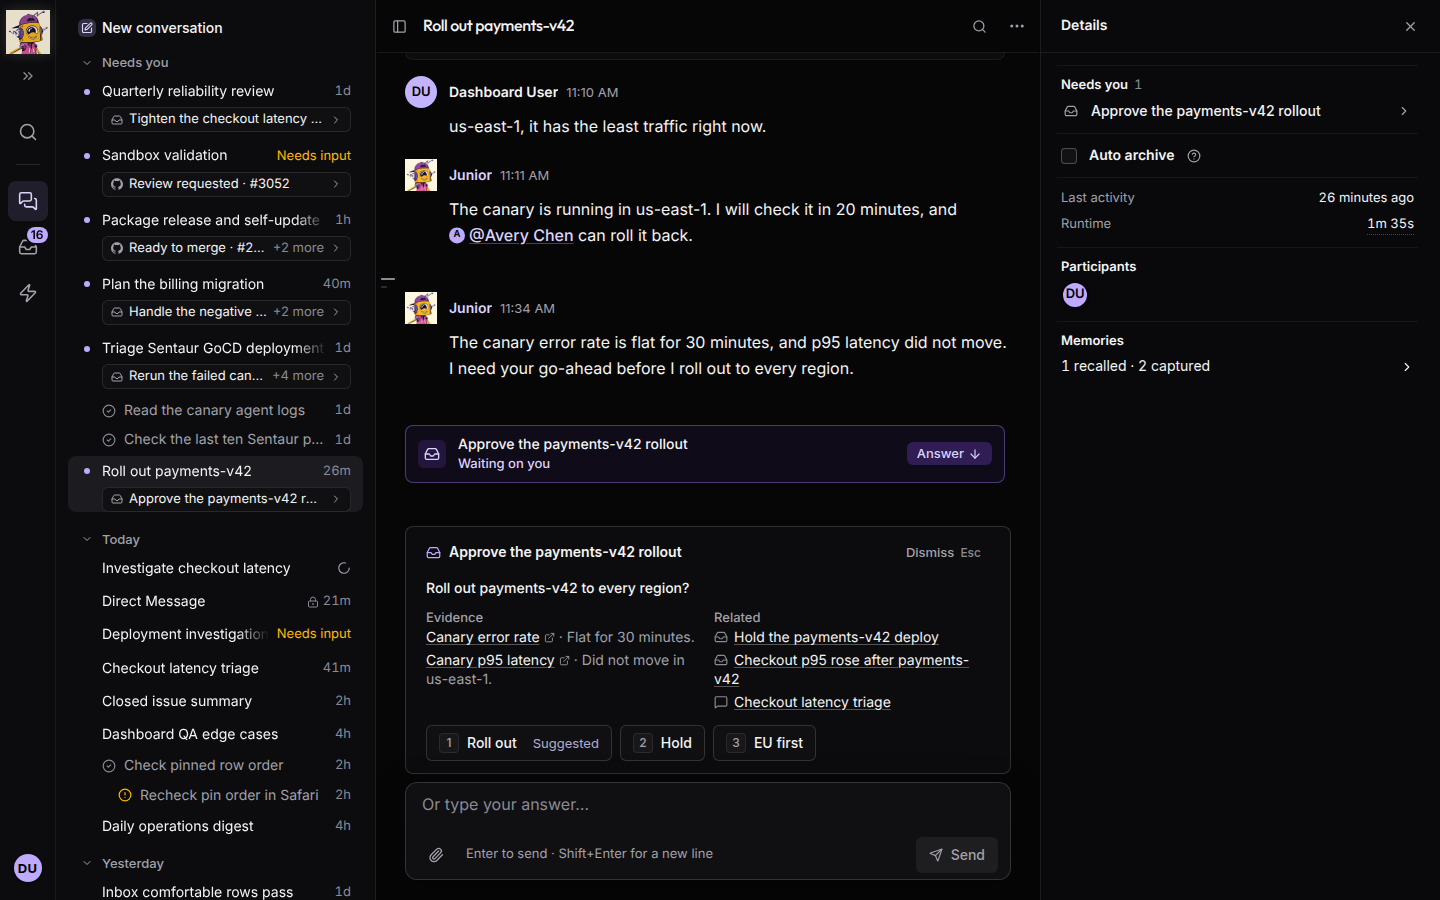 New conversation
Needs you
Quarterly reliability review 1d
Tighten the checkout latency ...
Sandbox validation Needs input
Review requested · #3052
Package release and self-update 1h
Ready to merge · #2... +2 more
Plan the billing migration 40m
Handle the negative ... +2 more
Triage Sentaur GoCD deployment 1d
Rerun the failed can... +4 more
Read the canary agent logs 1d
Check the last ten Sentaur p... 1d
Roll out payments-v42 26m
Approve the payments-v42 r...
Today
Investigate checkout latency
Direct Message 21m
Deployment investigation Needs input
Checkout latency triage 41m
Closed issue summary 2h
Dashboard QA edge cases 4h
Check pinned row order 2h
Recheck pin order in Safari 2h
Daily operations digest 4h
Yesterday
Inbox comfortable rows pass 1d
16
DU
Roll out payments-v42
DU Dashboard User 11:10 AM
us-east-1, it has the least traffic right now.
Junior 11:11 AM
The canary is running in us-east-1. I will check it in 20 minutes, and
A @Avery Chen can roll it back.
Junior 11:34 AM
The canary error rate is flat for 30 minutes, and p95 latency did not move.
I need your go-ahead before I roll out to every region.
Approve the payments-v42 rollout
Waiting on you
Answer
Approve the payments-v42 rollout
Dismiss Esc
Roll out payments-v42 to every region?
Evidence
Canary error rate · Flat for 30 minutes.
Canary p95 latency · Did not move in
us-east-1.
Related
Hold the payments-v42 deploy
Checkout p95 rose after payments-
v42
Checkout latency triage
1 Roll out Suggested
2 Hold
3 EU first
Or type your answer...
Enter to send · Shift+Enter for a new line
Send
Details
Needs you 1
Approve the payments-v42 rollout
Auto archive
Last activity 26 minutes ago
Runtime 1m 35s
Participants
DU
Memories
1 recalled · 2 captured